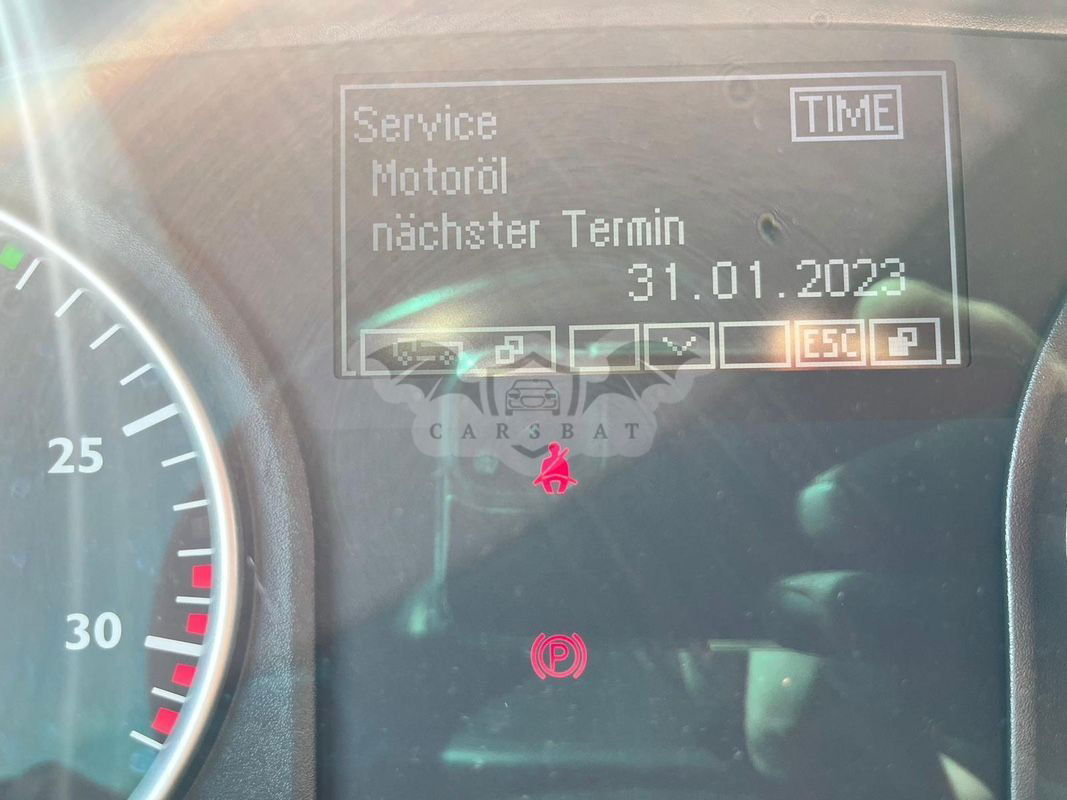 Service
TIME
Motoröl
nächster Termin
31.01.2023
ESC
CARSBAT
25
30
P